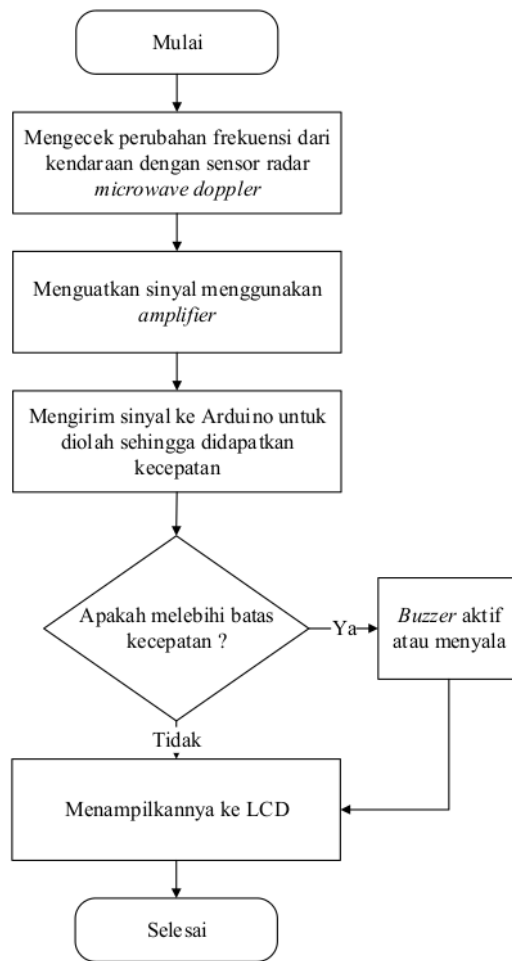 Mulai
Mengecek perubahan frekuensi dari
kendaraan dengan sensor radar
microwave doppler
Menguatkan sinyal menggunakan
amplifier
Mengirim sinyal ke Arduino untuk
diolah sehingga didapatkan
kecepatan
Apakah melebihi batas
kecepatan ?
Ya
Buzzer aktif
atau menyala
Tidak
Menampilkannya ke LCD
Selesai